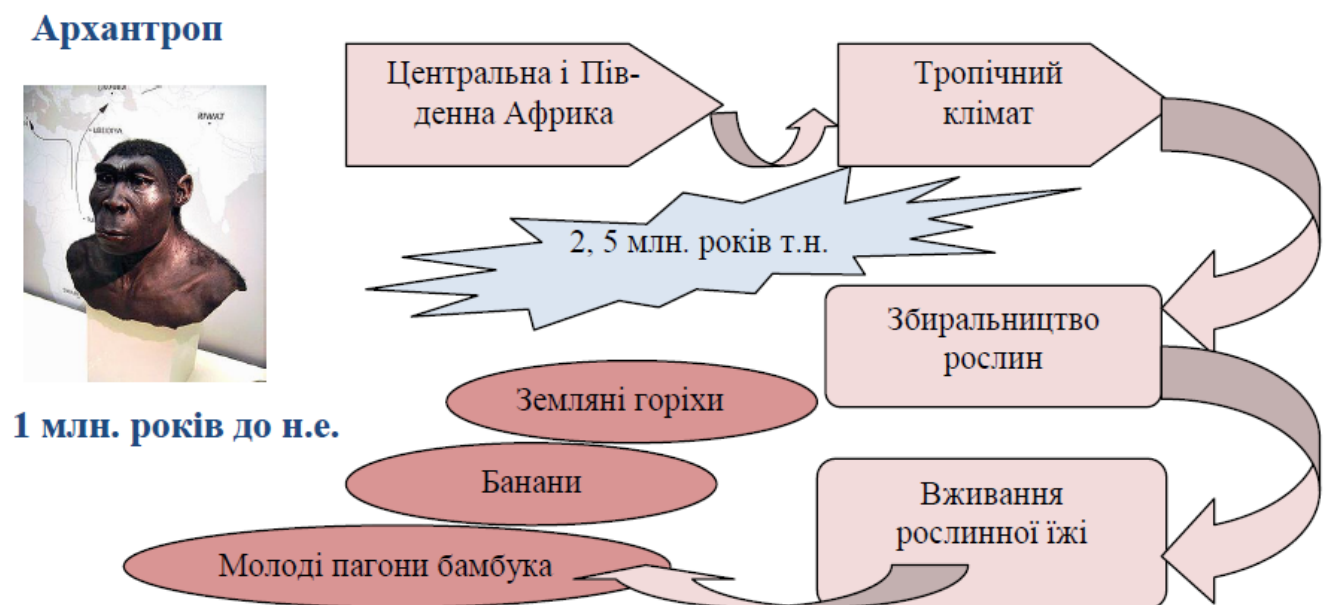 Архантроп
Центральна і Пів-
денна Африка
Тропічний
клімат
2, 5 млн. років т.н.
Збиральництво
рослин
Земляні горіхи
1 млн. років до н.е.
Банани
Вживання
рослинної їжі
Молоді пагони бамбука